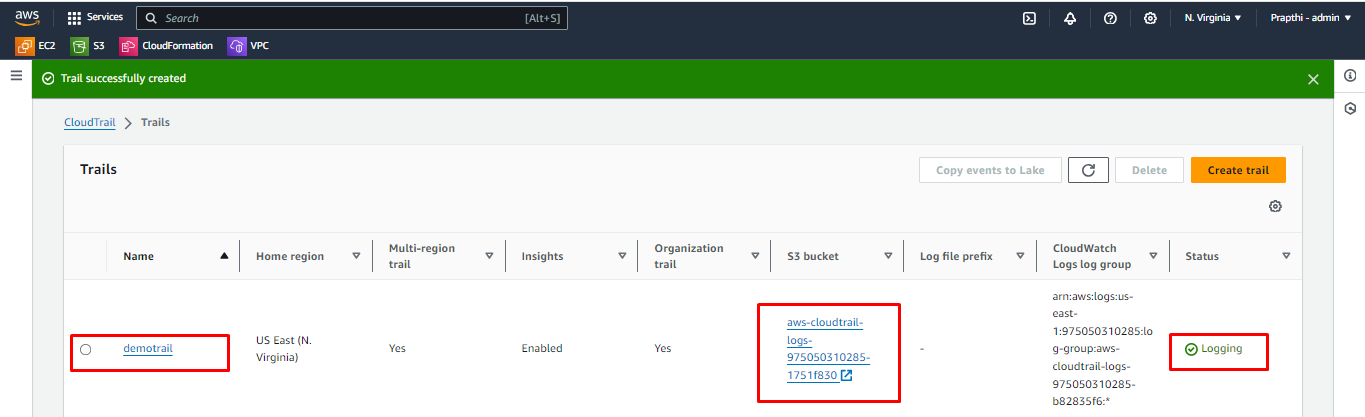 aws
Services
Search
[Alt+S]
N. Virginia
Prapthi - admin
EC2
S3
CloudFormation
VPC
Trail successfully created
CloudTrail
Trails
Trails
Copy events to Lake
Delete
Create trail
Name
Home region
Multi-region
trail
Insights
Organization
trail
S3 bucket
Log file prefix
CloudWatch
Logs log group
Status
demotrail
US East (N.
Virginia)
Yes
Enabled
Yes
aws-cloudtrail-
logs-
975050310285-
1751f830
-
arn:aws:logs:us-
east-
1:975050310285:lo
g-group:aws-
cloudtrail-logs-
975050310285-
b82835f6:*
Logging